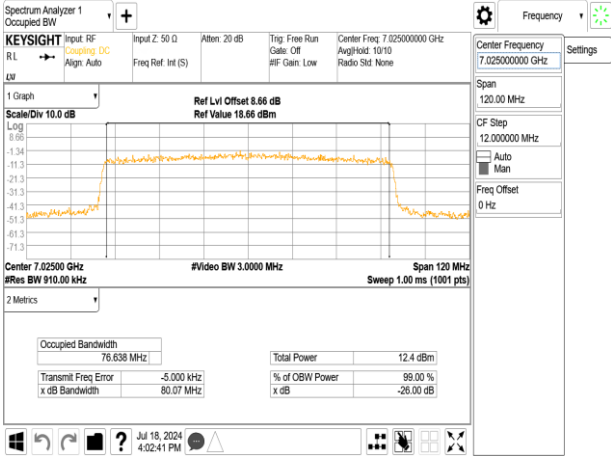 Spectrum Analyzer 1
Occupied BW
Frequency
Settings
KEYSIGHT
RL
LXI
Input: RF
Coupling: DC
Align: Auto
Input Z: 50 Ω
Freq Ref: Int (S)
Atten: 20 dB
Trig: Free Run
Gate: Off
#IF Gain: Low
Center Freq: 7.025000000 GHz
Avg|Hold: 10/10
Radio Std: None
Center Frequency
7.025000000 GHz
Span
120.00 MHz
CF Step
12.000000 MHz
Auto
Man
Freq Offset
0 Hz
1 Graph
Scale/Div 10.0 dB
Ref Lvl Offset 8.66 dB
Ref Value 18.66 dBm
Log
8.66
-1.34
-11.3
-21.3
-31.3
-41.3
-51.3
-61.3
-71.3
Center 7.02500 GHz
#Video BW 3.0000 MHz
Span 120 MHz
#Res BW 910.00 kHz
Sweep 1.00 ms (1001 pts)
2 Metrics
Occupied Bandwidth
76.638 MHz
Total Power 12.4 dBm
Transmit Freq Error -5.000 kHz
% of OBW Power 99.00 %
x dB Bandwidth 80.07 MHz
x dB -26.00 dB
?
Jul 18, 2024
4:02:41 PM